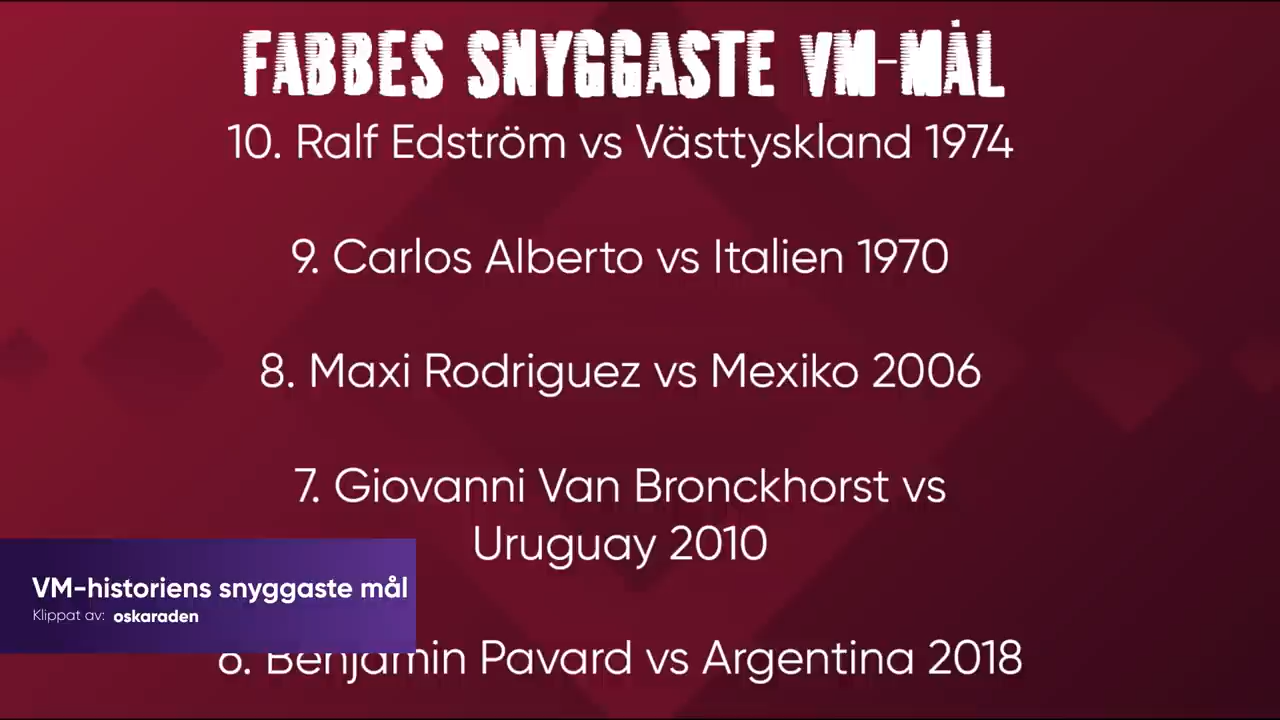 FABBES SNYGGASTE VM-MÅL
10. Ralf Edström vs Västtyskland 1974
9. Carlos Alberto vs Italien 1970
8. Maxi Rodriguez vs Mexiko 2006
7. Giovanni Van Bronckhorst vs
Uruguay 2010
VM-historiens snyggaste mål
Klippat av: oskaraden
6. Benjamin Pavard vs Argentina 2018